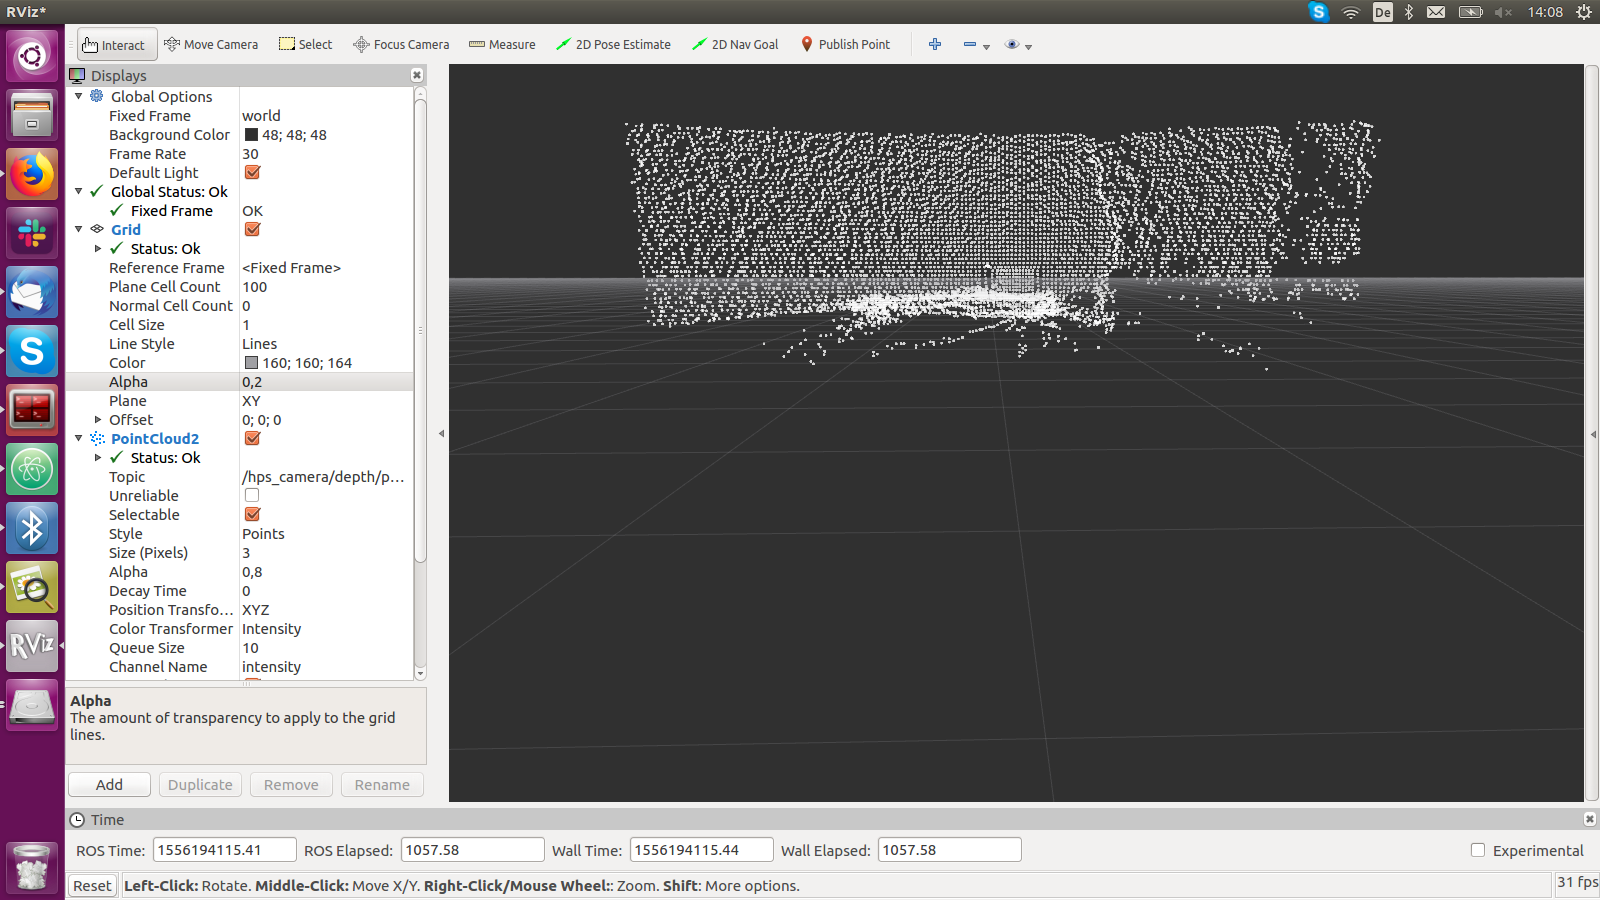 RViz*
De
14:08
Interact
Move Camera
Select
Focus Camera
Measure
2D Pose Estimate
2D Nav Goal
Publish Point
Displays
Global Options
Fixed Frame world
Background Color 48; 48; 48
Frame Rate 30
Default Light
Global Status: Ok
Fixed Frame OK
Grid
Status: Ok
Reference Frame <Fixed Frame>
Plane Cell Count 100
Normal Cell Count 0
Cell Size 1
Line Style Lines
Color 160; 160; 164
Alpha 0,2
Plane XY
Offset 0; 0; 0
PointCloud2
Status: Ok
Topic /hps_camera/depth/p…
Unreliable
Selectable
Style Points
Size (Pixels) 3
Alpha 0,8
Decay Time 0
Position Transfo… XYZ
Color Transformer Intensity
Queue Size 10
Channel Name intensity
S
RViz
Alpha
The amount of transparency to apply to the grid
lines.
Add Duplicate Remove Rename
Time
ROS Time: 1556194115.41 ROS Elapsed: 1057.58 Wall Time: 1556194115.44 Wall Elapsed: 1057.58 Experimental
Reset Left-Click: Rotate. Middle-Click: Move X/Y. Right-Click/Mouse Wheel:: Zoom. Shift: More options. 31 fps